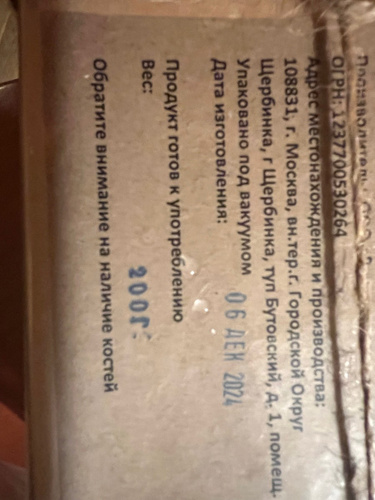 Производитель:
ОГРН: 1237700530264
Адрес местонахождения и производства:
108831, г. Москва, вн.тер.г. Городской Округ
Щербинка, г Щербинка, туп Бутовский, д. 1, помещ.
Упаковано под вакуумом
Дата изготовления: 06 ДЕК 2024
Продукт готов к употреблению
Вес: 200г.
Обратите внимание на наличие костей